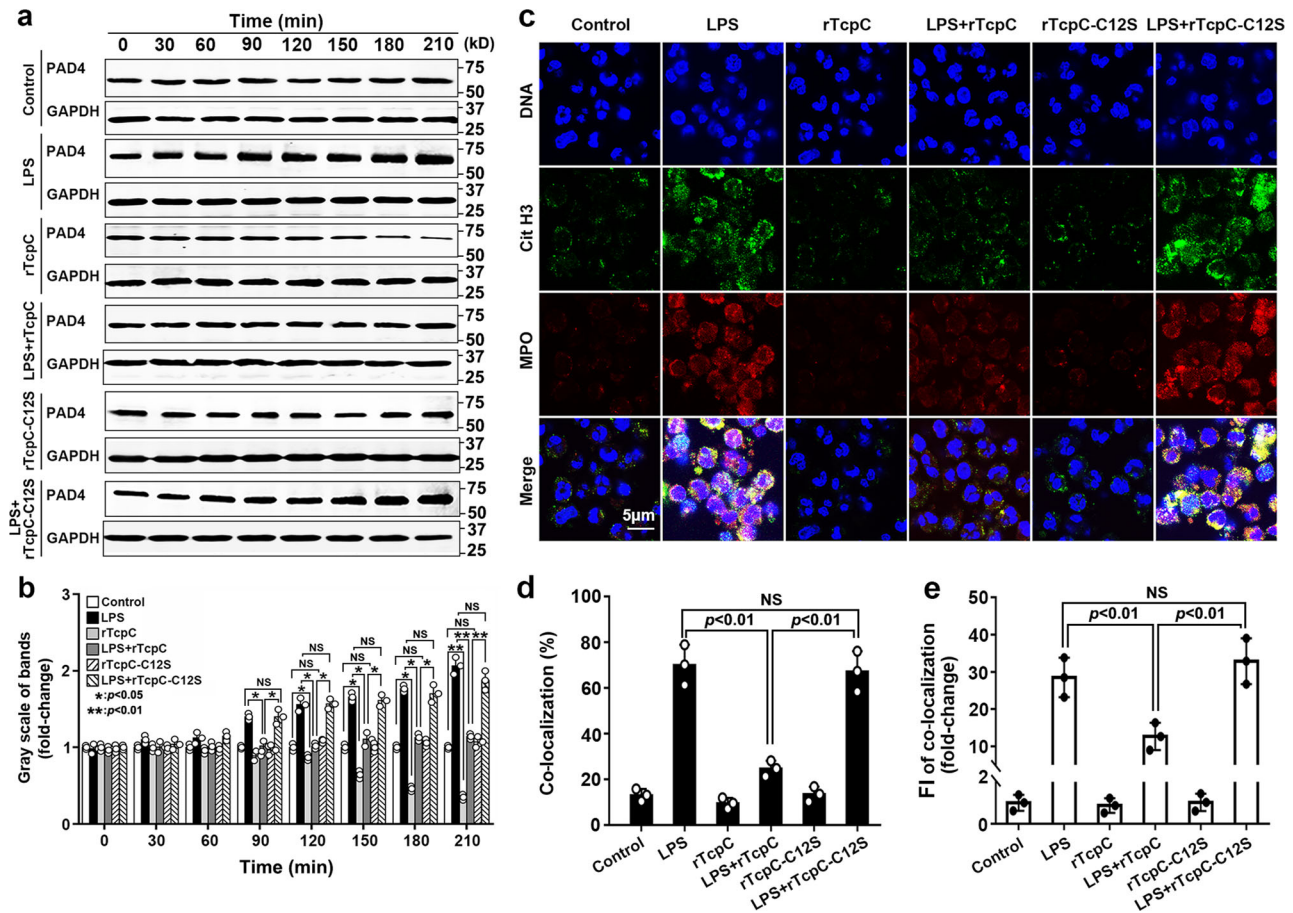 a
Time (min)
0 30 60 90 120 150 180 210 (kD)
Control
PAD4
75
50
GAPDH
37
25
LPS
PAD4
75
50
GAPDH
37
25
rTcpC
PAD4
75
50
GAPDH
37
25
LPS+rTcpC
PAD4
75
50
GAPDH
37
25
rTcpC-C12S
PAD4
75
50
GAPDH
37
25
LPS+
rTcpC-C12S
PAD4
75
50
GAPDH
37
25
b
Gray scale of bands
(fold-change)
3
2
1
0
Control
LPS
rTcpC
LPS+rTcpC
rTcpC-C12S
LPS+rTcpC-C12S
*:p<0.05
**:p<0.01
NS
* *
NS
NS
* * *
NS
NS
* * *
NS
NS
* * *
NS
NS
** ** **
0 30 60 90 120 150 180 210
Time (min)
c
Control LPS rTcpC LPS+rTcpC rTcpC-C12S LPS+rTcpC-C12S
DNA
Cit H3
MPO
Merge
5μm
d
Co-localization (%)
100
80
60
40
20
0
NS
p<0.01 p<0.01
Control LPS rTcpC LPS+rTcpC rTcpC-C12S LPS+rTcpC-C12S
e
FI of co-localization
(fold-change)
50
40
30
20
10
2
0
NS
p<0.01 p<0.01
Control LPS rTcpC LPS+rTcpC rTcpC-C12S LPS+rTcpC-C12S